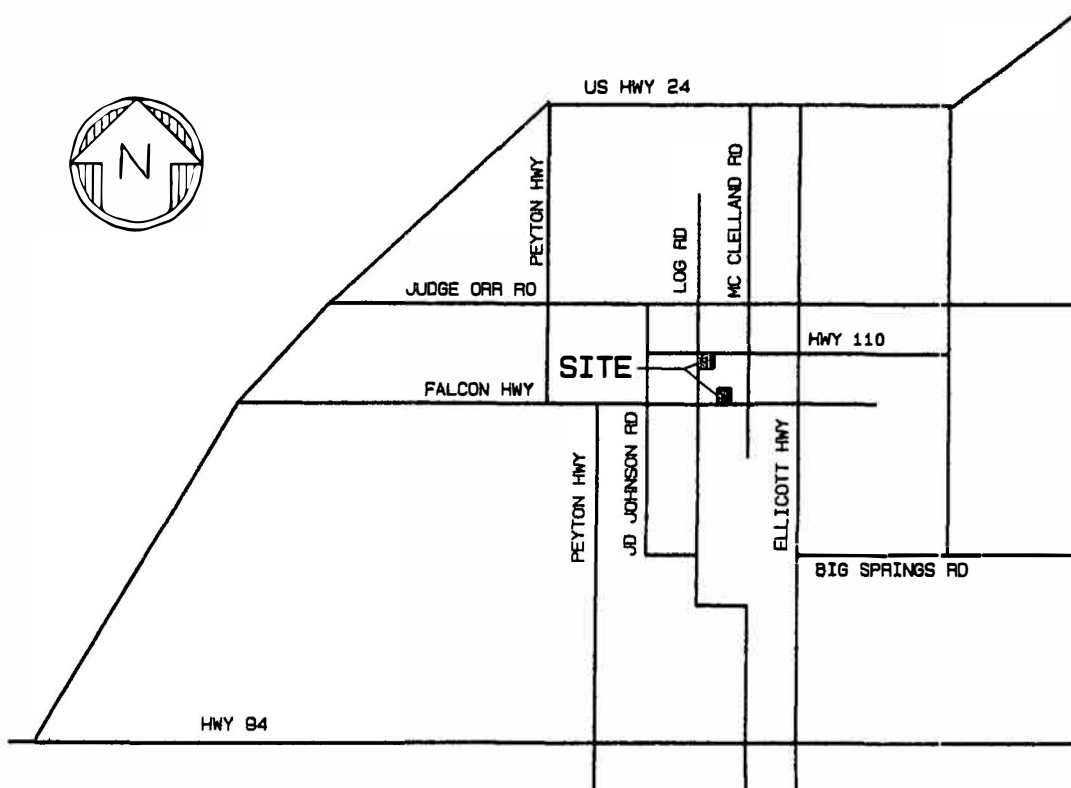 US HWY 24
N
PEYTON HWY
LOG RD
MC CLELLAND RD
JUDGE ORR RO
HWY 110
SITE
FALCON HWY
PEYTON HWY
JD JOHNSON RD
ELLICOTT HWY
BIG SPRINGS RD
HWY 94